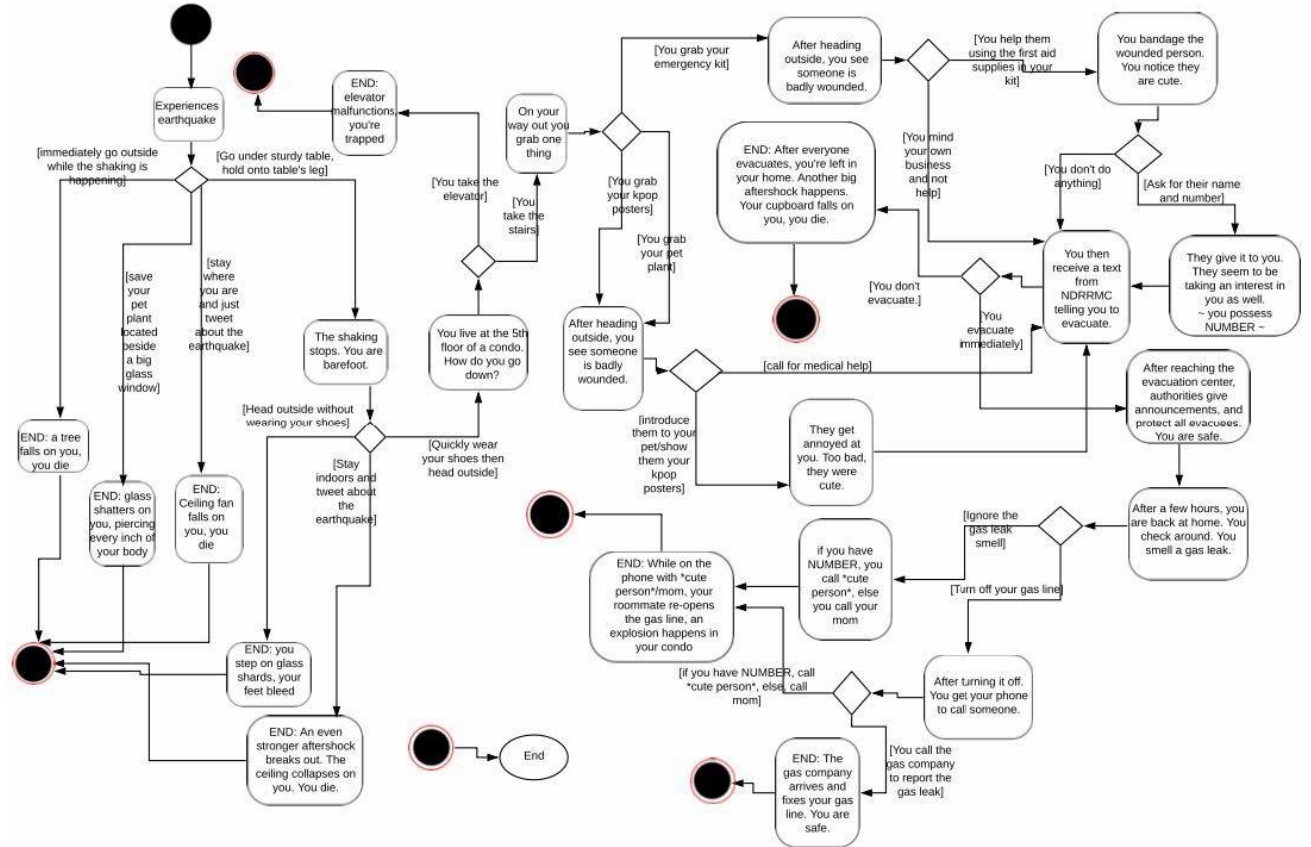 Experiences
earthquake
[immediately go outside
while the shaking is
happening]
[Go under sturdy table,
hold onto table's leg]
[save
your
pet
plant
located
beside
a big
glass
window]
[stay
where
you are
and just
tweet
about the
earthquake]
END: a tree
falls on you,
you die
END: glass
shatters on
you, piercing
every inch of
your body
END:
Ceiling fan
falls on
you, you
die
The shaking
stops. You are
barefoot.
[Head outside without
wearing your shoes]
[Stay
indoors and
tweet about
the
earthquake]
[Quickly wear
your shoes then
head outside]
END: you
step on glass
shards, your
feet bleed
END: An even
stronger aftershock
breaks out. The
ceiling collapses on
you. You die.
You live at the 5th
floor of a condo.
How do you go
down?
[You take the
elevator]
[You
take the
stairs]
END:
elevator
malfunctions,
you're
trapped
On your
way out you
grab one
thing
[You grab your
emergency kit]
[You grab
your kpop
posters]
[You grab
your pet
plant]
After heading
outside, you see
someone is
badly wounded.
[You help them
using the first aid
supplies in your
kit]
[You mind
your own
business
and not
help]
You bandage the
wounded person.
You notice they
are cute.
[You don't do
anything]
[Ask for their name
and number]
They give it to you.
They seem to be
taking an interest in
you as well.
~ you possess
NUMBER ~
You then
receive a text
from
NDRRMC
telling you to
evacuate.
[You don't
evacuate.]
[You
evacuate
immediately]
END: After everyone
evacuates, you're left in
your home. Another big
aftershock happens.
Your cupboard falls on
you, you die.
After heading
outside, you
see someone
is badly
wounded.
[call for medical help]
[introduce
them to your
pet/show
them your
kpop
posters]
They get
annoyed at
you. Too bad,
they were
cute.
After reaching the
evacuation center,
authorities give
announcements, and
protect all evacuees.
You are safe.
After a few hours, you
are back at home. You
check around. You
smell a gas leak.
[Ignore the
gas leak
smell]
[Turn off your gas line]
if you have
NUMBER, you
call *cute
person*, else
you call your
mom
END: While on the
phone with *cute
person*/mom, your
roommate re-opens
the gas line, an
explosion happens in
your condo
After turning it off.
You get your phone
to call someone.
[if you have NUMBER, call
*cute person*, else, call
mom]
[You call the
gas company
to report the
gas leak]
END: The
gas company
arrives and
fixes your gas
line. You are
safe.
End